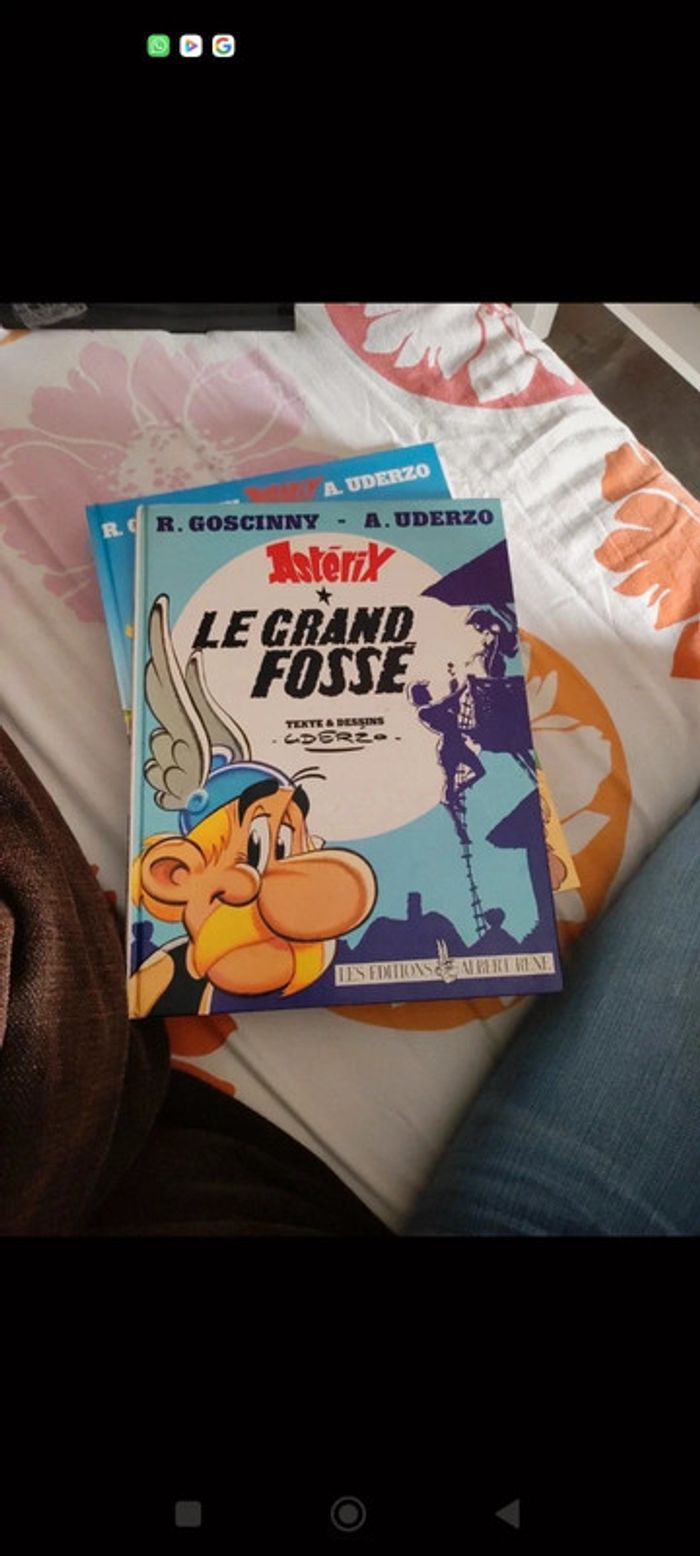 A. UDERZO
R. GOSCINNY - A. UDERZO
Astérix
LE GRAND
FOSSÉ
TEXTE & DESSINS
- UDERZO -
LES EDITIONS ALBERT RENE